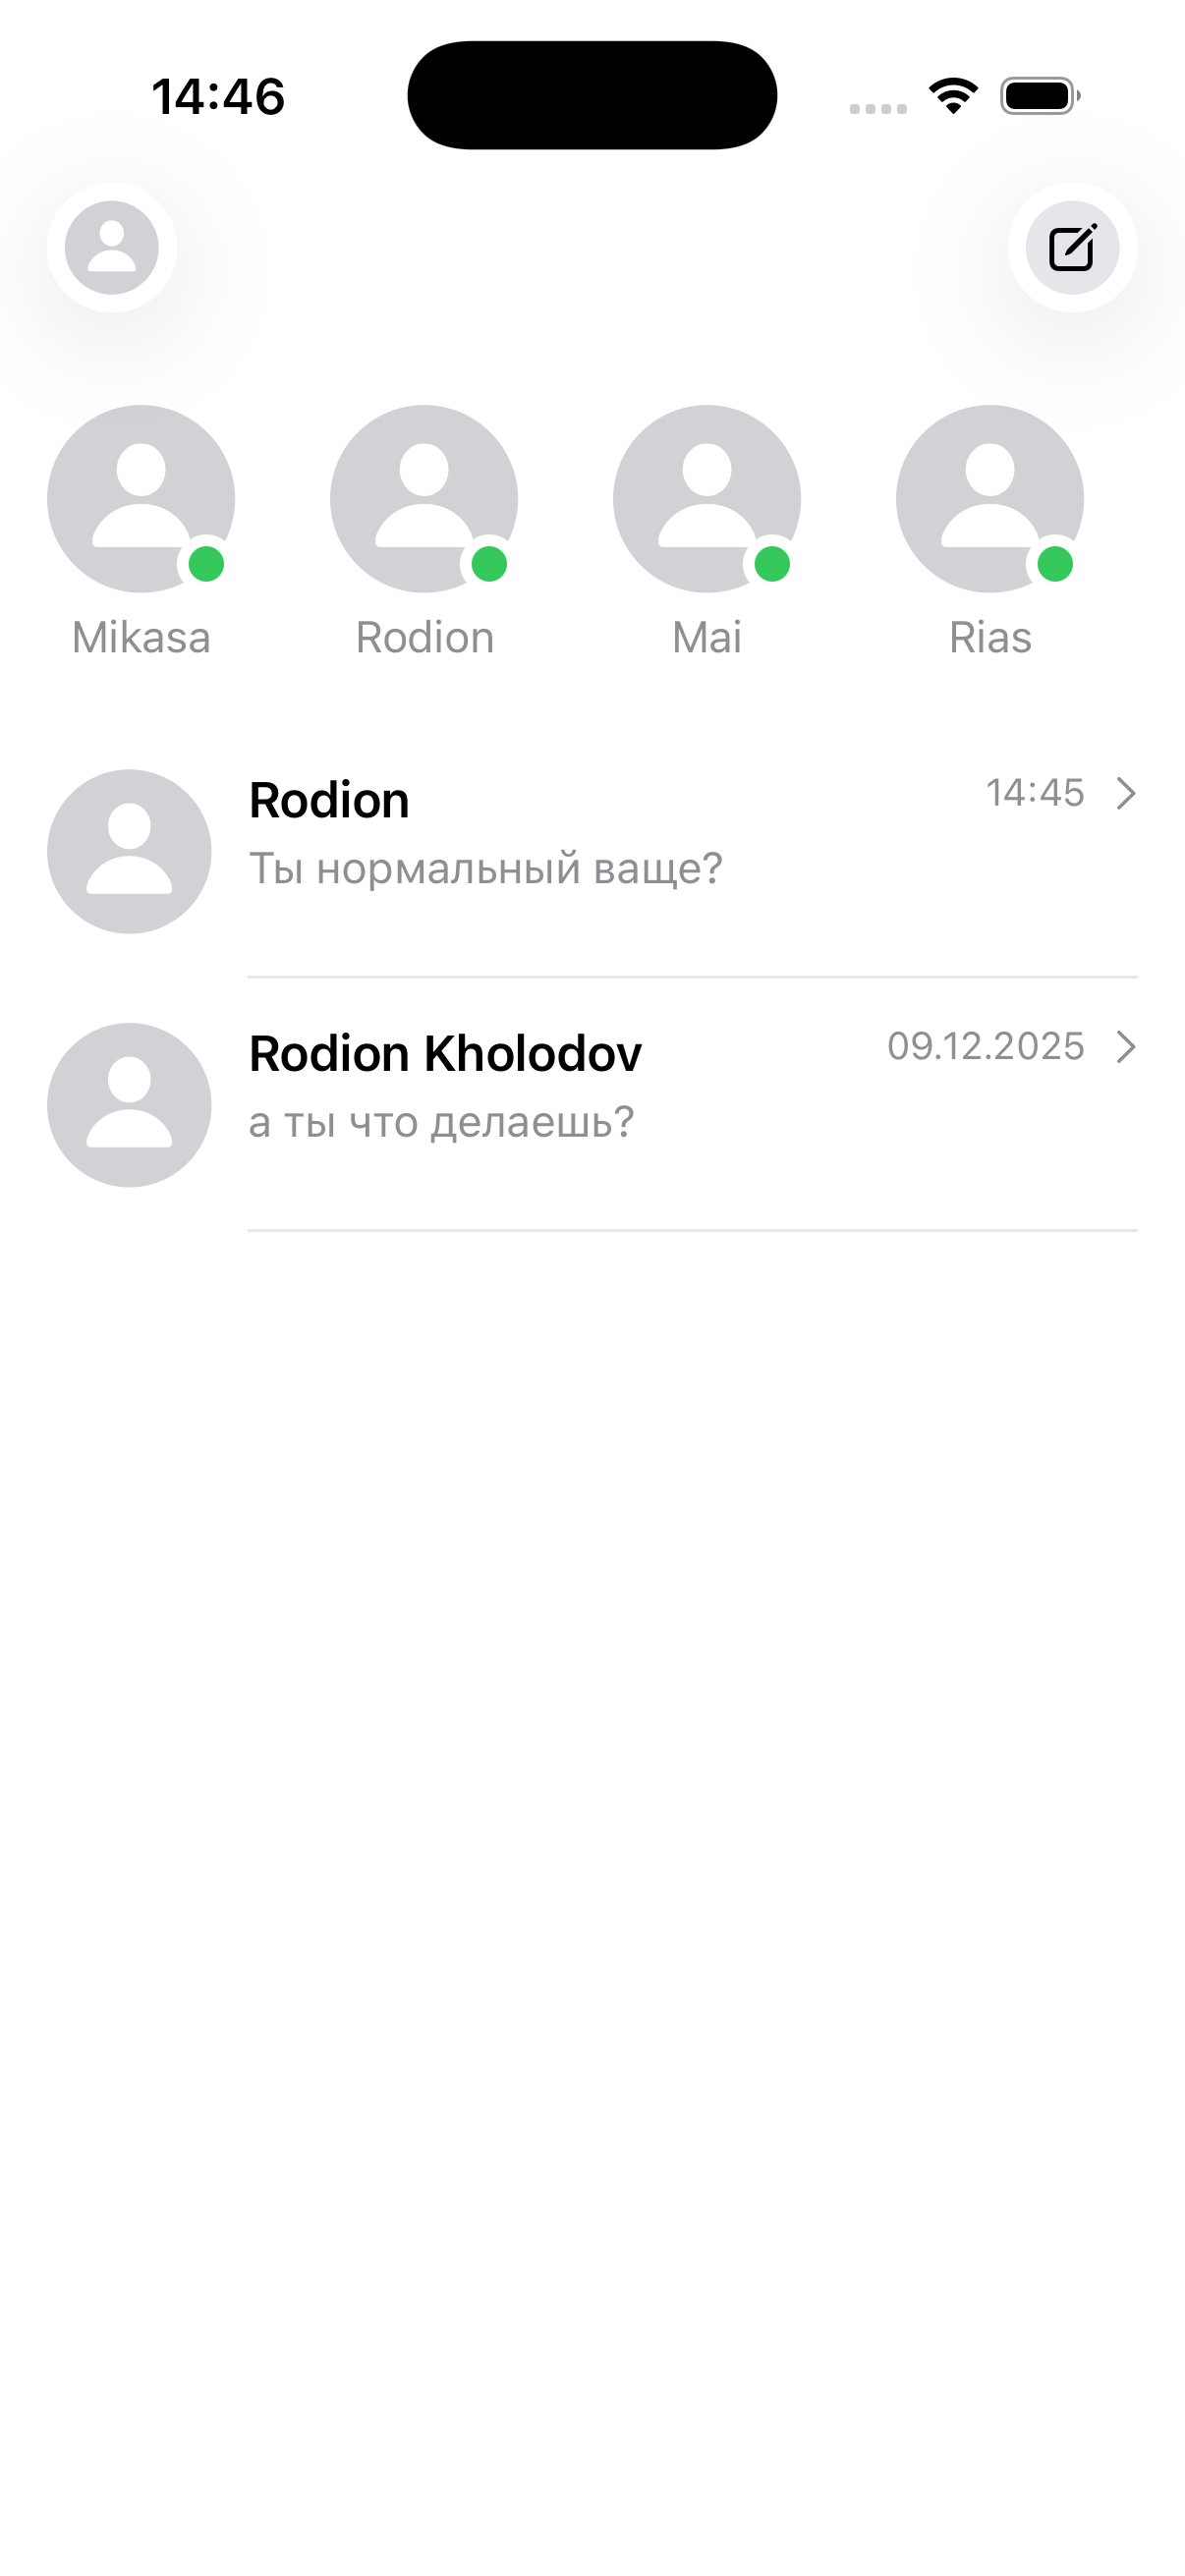 14:46
Mikasa
Rodion
Mai
Rias
Rodion
14:45
Ты нормальный ваще?
Rodion Kholodov
09.12.2025
а ты что делаешь?